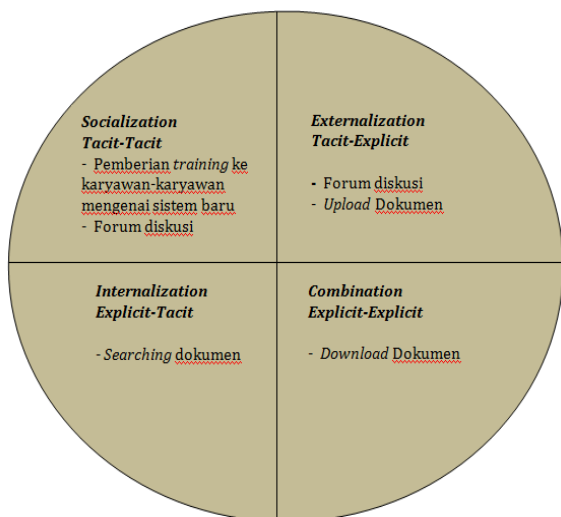 Socialization
Tacit-Tacit
- Pemberian training ke
karyawan-karyawan
mengenai sistem baru
- Forum diskusi
Externalization
Tacit-Explicit
- Forum diskusi
- Upload Dokumen
Internalization
Explicit-Tacit
- Searching dokumen
Combination
Explicit-Explicit
- Download Dokumen